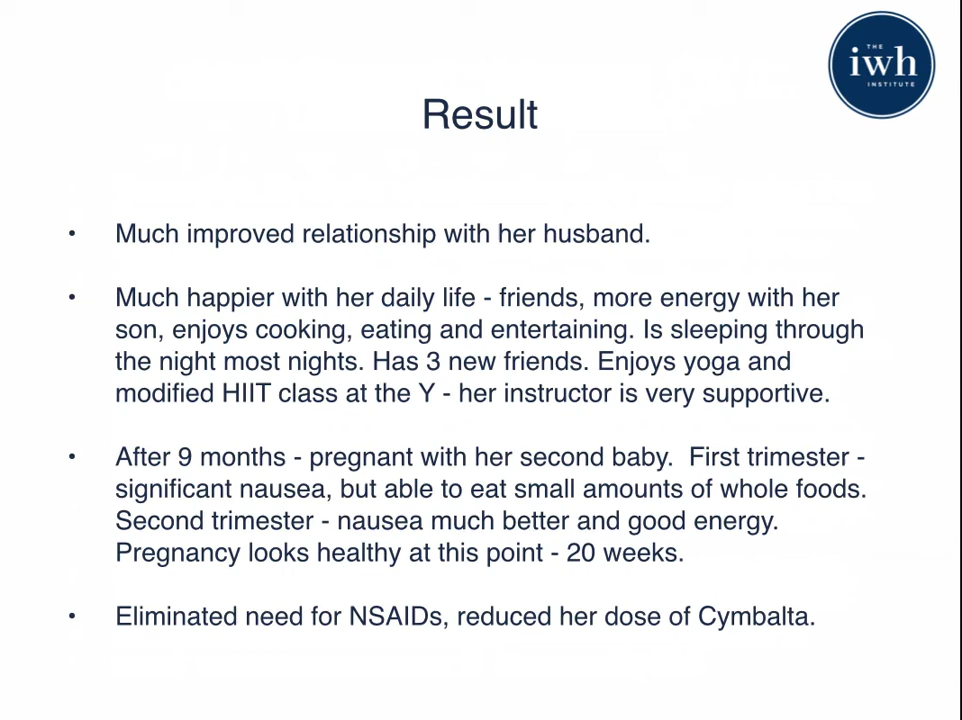 THE
iwh
INSTITUTE
Result
• Much improved relationship with her husband.
• Much happier with her daily life - friends, more energy with her
son, enjoys cooking, eating and entertaining. Is sleeping through
the night most nights. Has 3 new friends. Enjoys yoga and
modified HIIT class at the Y - her instructor is very supportive.
• After 9 months - pregnant with her second baby.  First trimester -
significant nausea, but able to eat small amounts of whole foods.
Second trimester - nausea much better and good energy.
Pregnancy looks healthy at this point - 20 weeks.
• Eliminated need for NSAIDs, reduced her dose of Cymbalta.